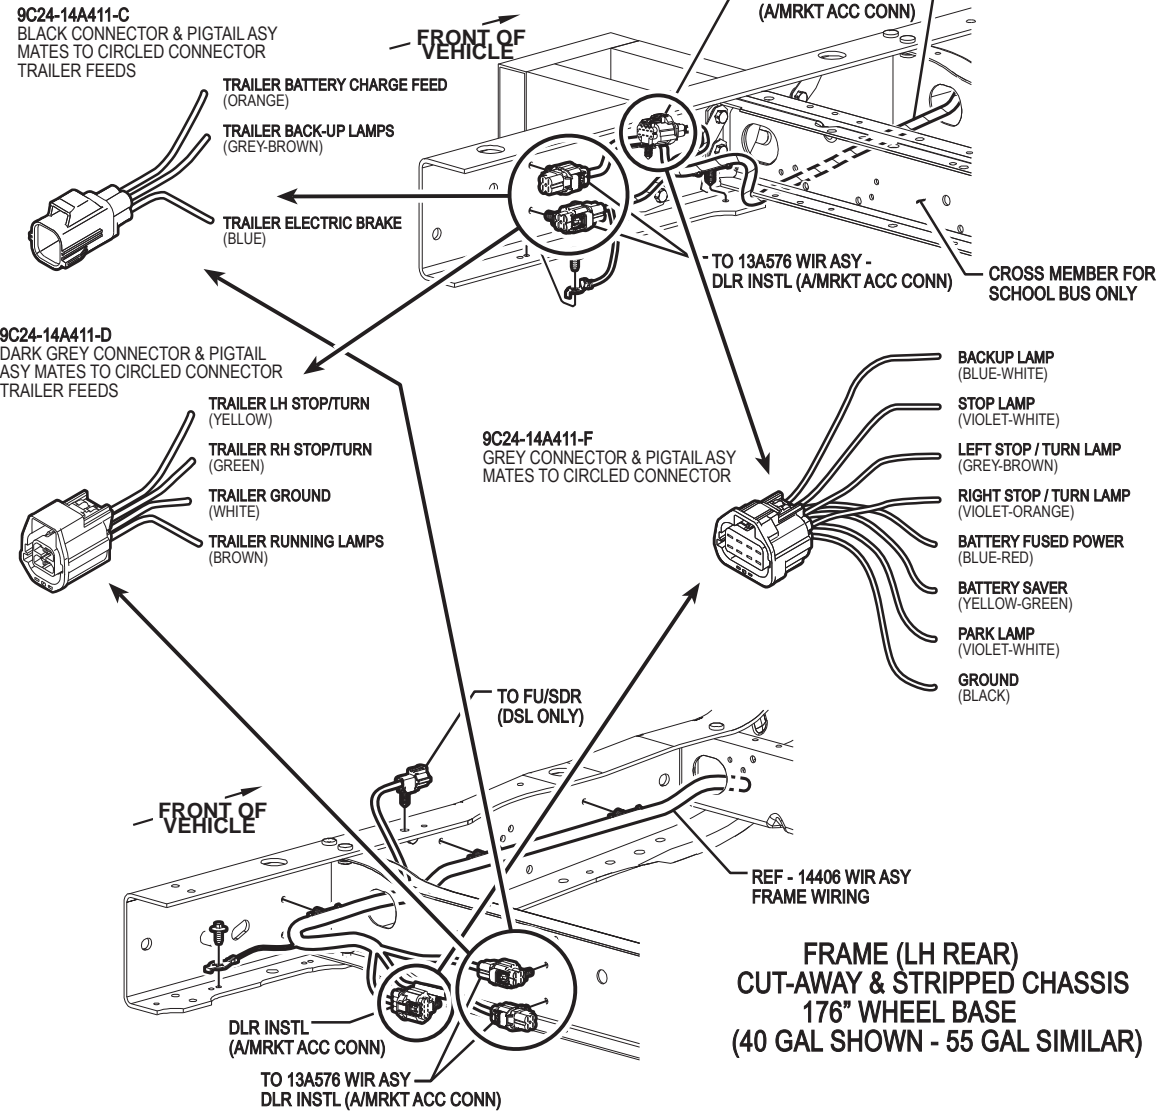 9C24-14A411-C
BLACK CONNECTOR & PIGTAIL ASY
MATES TO CIRCLED CONNECTOR
TRAILER FEEDS
TRAILER BATTERY CHARGE FEED
(ORANGE)
TRAILER BACK-UP LAMPS
(GREY-BROWN)
TRAILER ELECTRIC BRAKE
(BLUE)
FRONT OF
VEHICLE
(A/MRKT ACC CONN)
TO 13A576 WIR ASY -
DLR INSTL (A/MRKT ACC CONN)
CROSS MEMBER FOR
SCHOOL BUS ONLY
9C24-14A411-D
DARK GREY CONNECTOR & PIGTAIL
ASY MATES TO CIRCLED CONNECTOR
TRAILER FEEDS
TRAILER LH STOP/TURN
(YELLOW)
TRAILER RH STOP/TURN
(GREEN)
TRAILER GROUND
(WHITE)
TRAILER RUNNING LAMPS
(BROWN)
9C24-14A411-F
GREY CONNECTOR & PIGTAIL ASY
MATES TO CIRCLED CONNECTOR
BACKUP LAMP
(BLUE-WHITE)
STOP LAMP
(VIOLET-WHITE)
LEFT STOP / TURN LAMP
(GREY-BROWN)
RIGHT STOP / TURN LAMP
(VIOLET-ORANGE)
BATTERY FUSED POWER
(BLUE-RED)
BATTERY SAVER
(YELLOW-GREEN)
PARK LAMP
(VIOLET-WHITE)
GROUND
(BLACK)
TO FU/SDR
(DSL ONLY)
FRONT OF
VEHICLE
REF - 14406 WIR ASY
FRAME WIRING
DLR INSTL
(A/MRKT ACC CONN)
TO 13A576 WIR ASY
DLR INSTL (A/MRKT ACC CONN)
FRAME (LH REAR)
CUT-AWAY & STRIPPED CHASSIS
176” WHEEL BASE
(40 GAL SHOWN - 55 GAL SIMILAR)